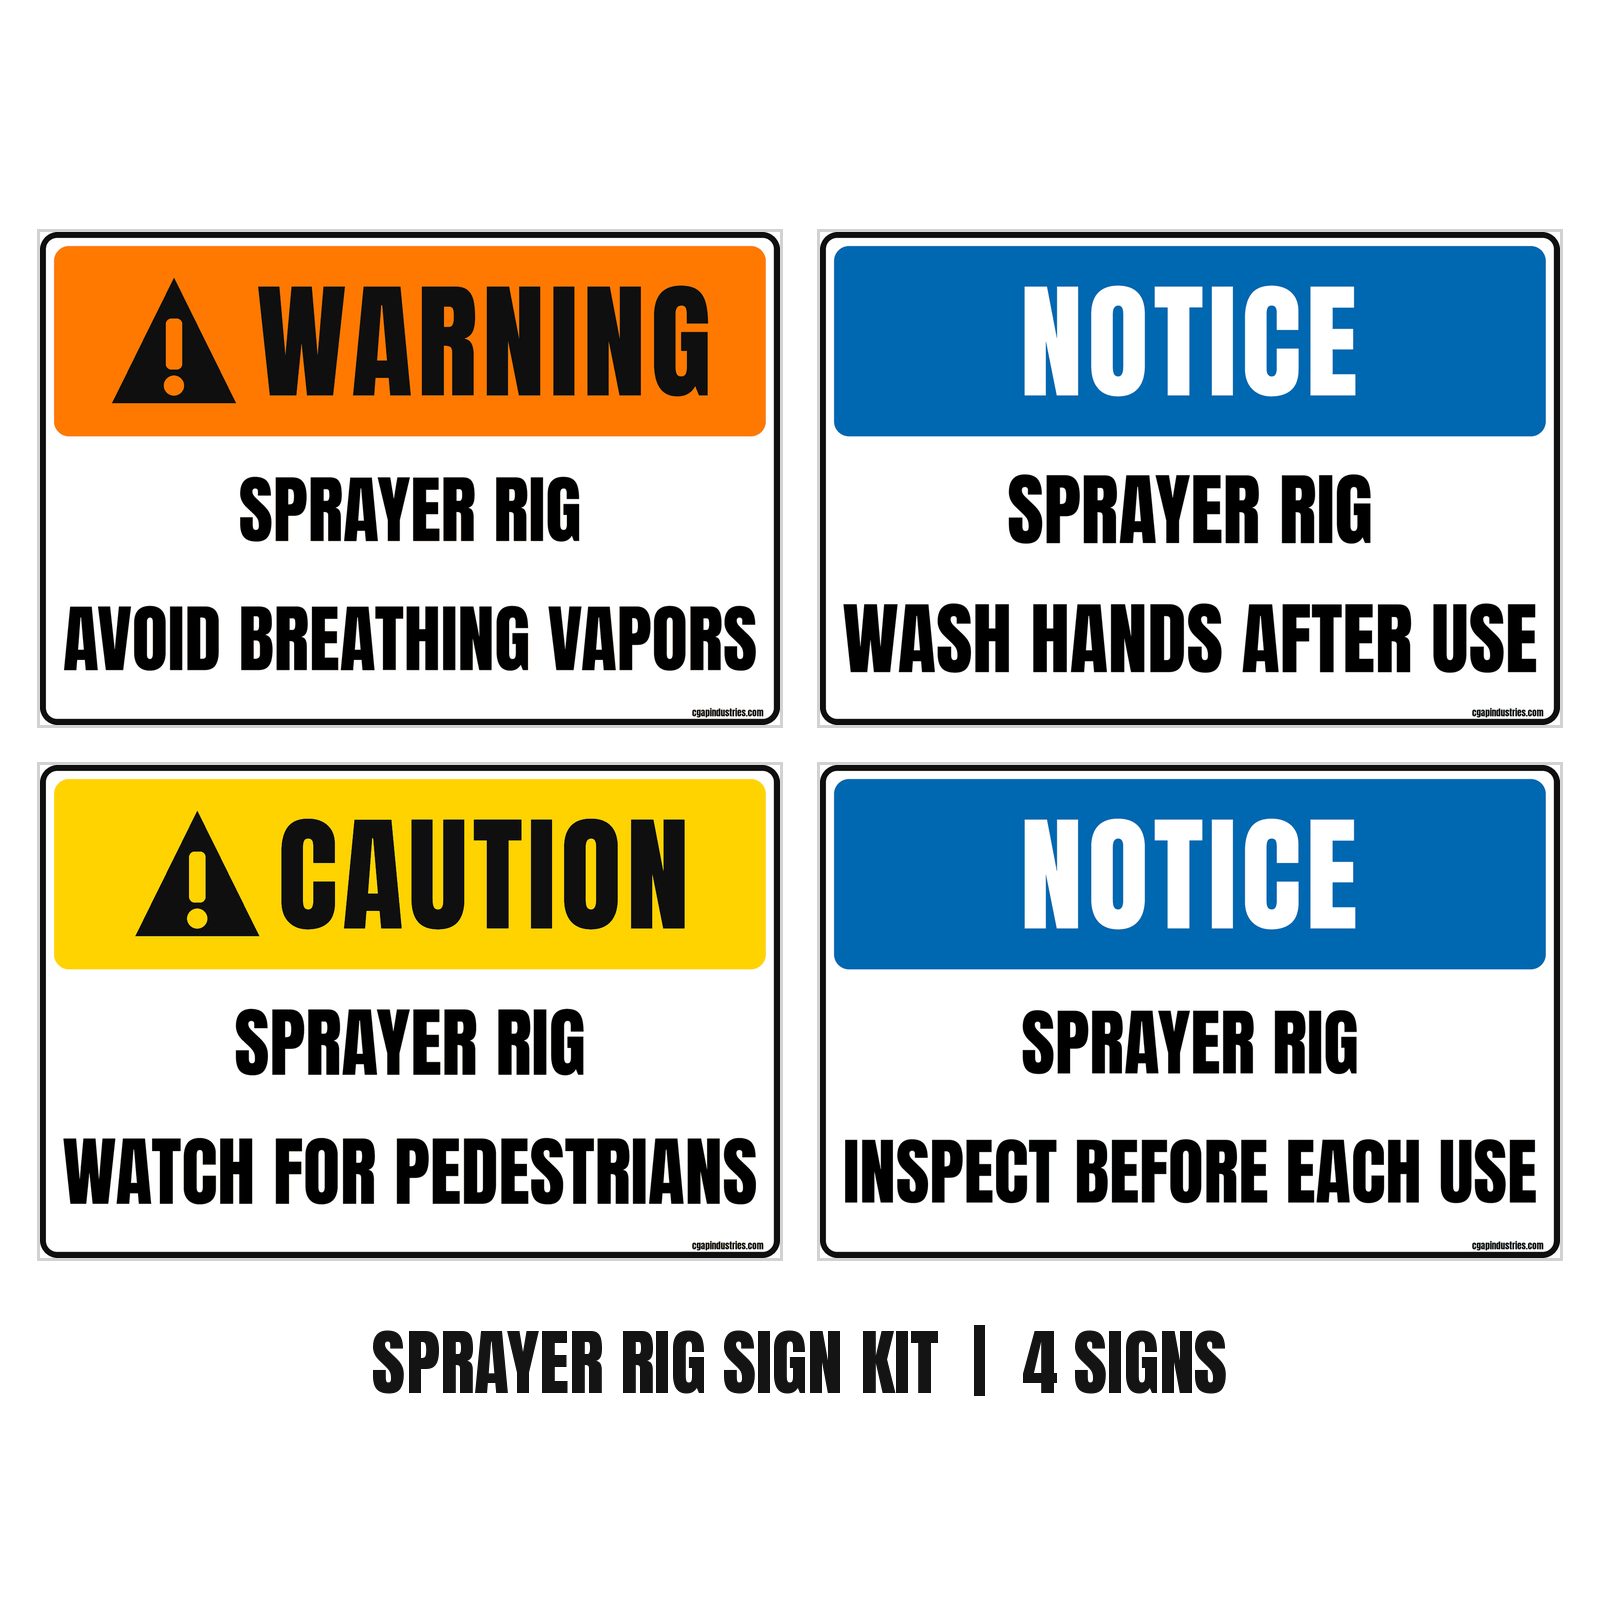 WARNING
SPRAYER RIG
AVOID BREATHING VAPORS
cgapindustries.com
NOTICE
SPRAYER RIG
WASH HANDS AFTER USE
cgapindustries.com
CAUTION
SPRAYER RIG
WATCH FOR PEDESTRIANS
cgapindustries.com
NOTICE
SPRAYER RIG
INSPECT BEFORE EACH USE
cgapindustries.com
SPRAYER RIG SIGN KIT | 4 SIGNS